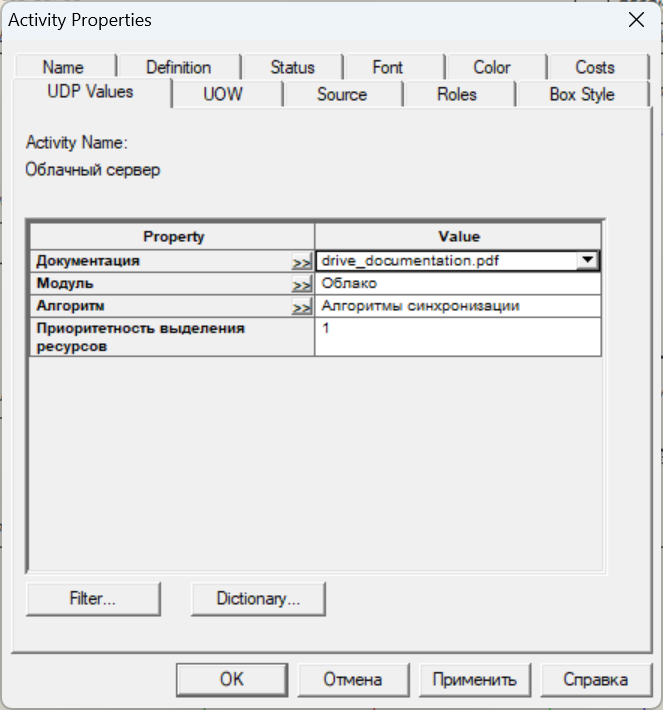 Activity Properties
Name Definition Status Font Color Costs
UDP Values UOW Source Roles Box Style
Activity Name:
Облачный сервер
Property Value
Документация >> drive_documentation.pdf
Модуль >> Облако
Алгоритм >> Алгоритмы синхронизации
Приоритетность выделения 1
ресурсов
Filter... Dictionary...
OK Отмена Применить Справка